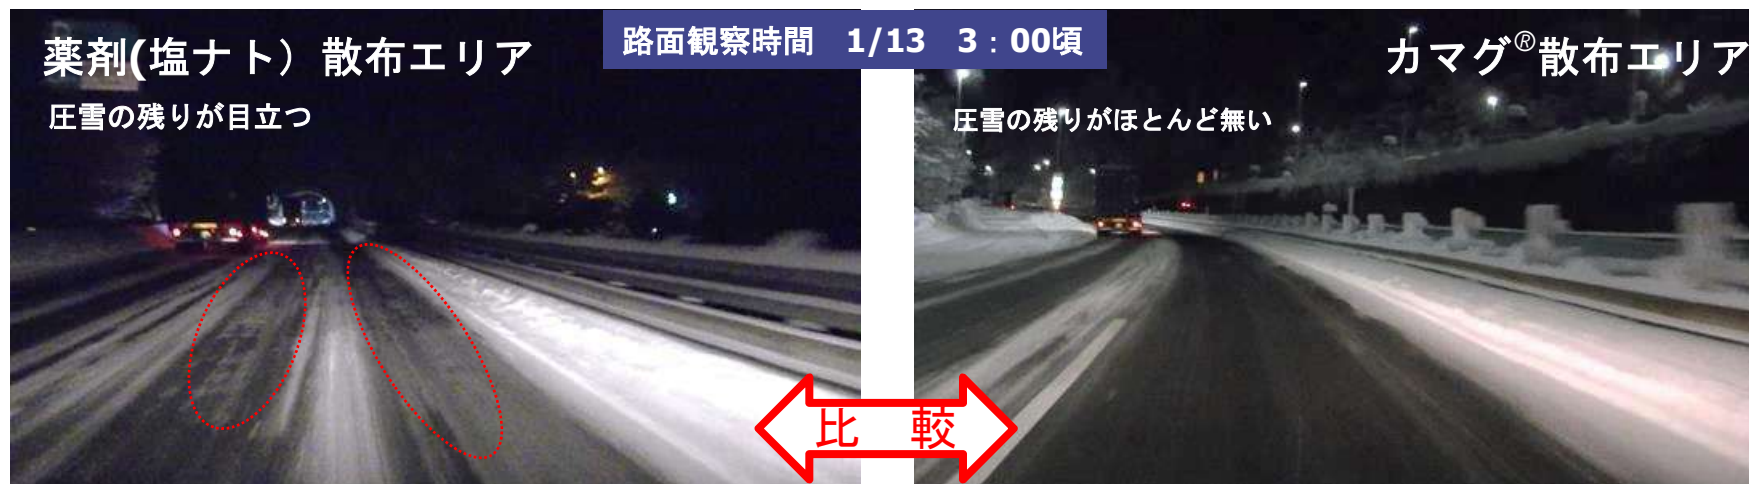 路面観察時間　1/13　3：00頃
薬剤(塩ナト）散布エリア
圧雪の残りが目立つ
カマグ®散布エリア
圧雪の残りがほとんど無い
比　較